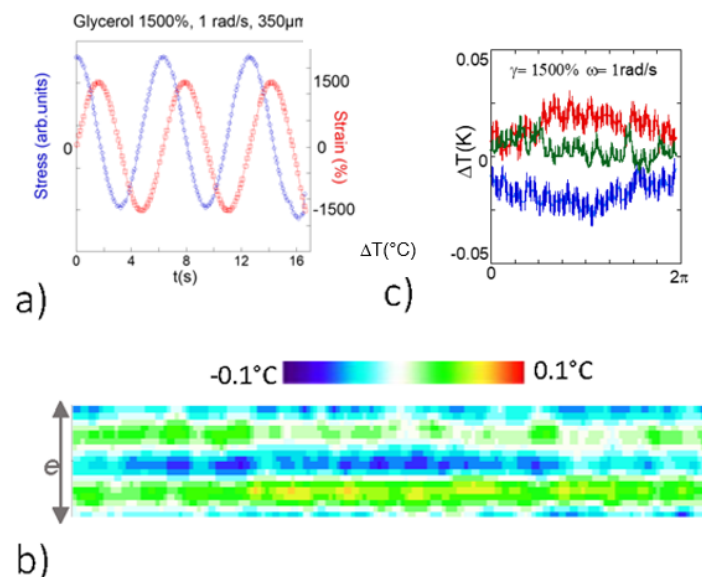 Glycerol 1500%, 1 rad/s, 350µm
Stress (arb.units)
0
1500
0
-1500
Strain (%)
0 4 8 12 16
t(s)
a)
0.05
γ= 1500% ω= 1rad/s
ΔT(K)
0
-0.05
0 2π
ΔT(°C)
c)
-0.1°C 0.1°C
e
b)